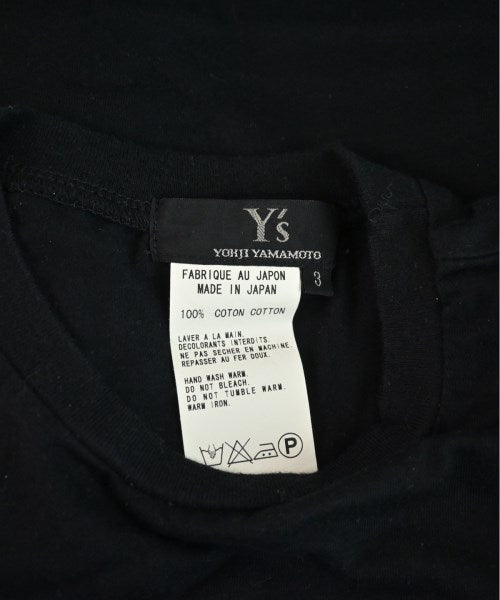 Y's
YOHJI YAMAMOTO
3
FABRIQUE AU JAPON
MADE IN JAPAN
100% COTON COTTON
LAVER A LA MAIN.
DECOLORANTS INTERDITS.
NE PAS SECHER EN MACHINE.
REPASSER AU FER DOUX.
HAND WASH WARM.
DO NOT BLEACH.
DO NOT TUMBLE WARM.
WARM IRON.
P